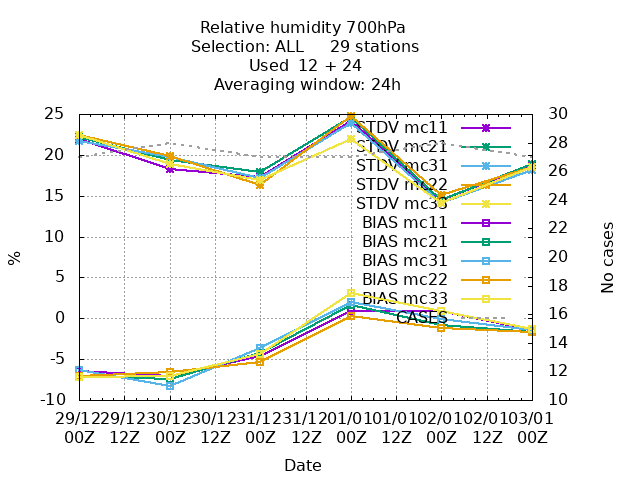 Relative humidity 700hPa
Selection: ALL     29 stations
Used  12 + 24
Averaging window: 24h
25
20
15
10
5
0
-5
-10
%
30
28
26
24
22
20
18
16
14
12
10
No cases
STDV mc11
STDV mc21
STDV mc31
STDV mc22
STDV mc33
BIAS mc11
BIAS mc21
BIAS mc31
BIAS mc22
BIAS mc33
CASES
29/12 29/12 30/12 30/12 31/12 31/12 01/01 01/01 02/01 02/01 03/01
00Z 12Z 00Z 12Z 00Z 12Z 00Z 12Z 00Z 12Z 00Z
Date